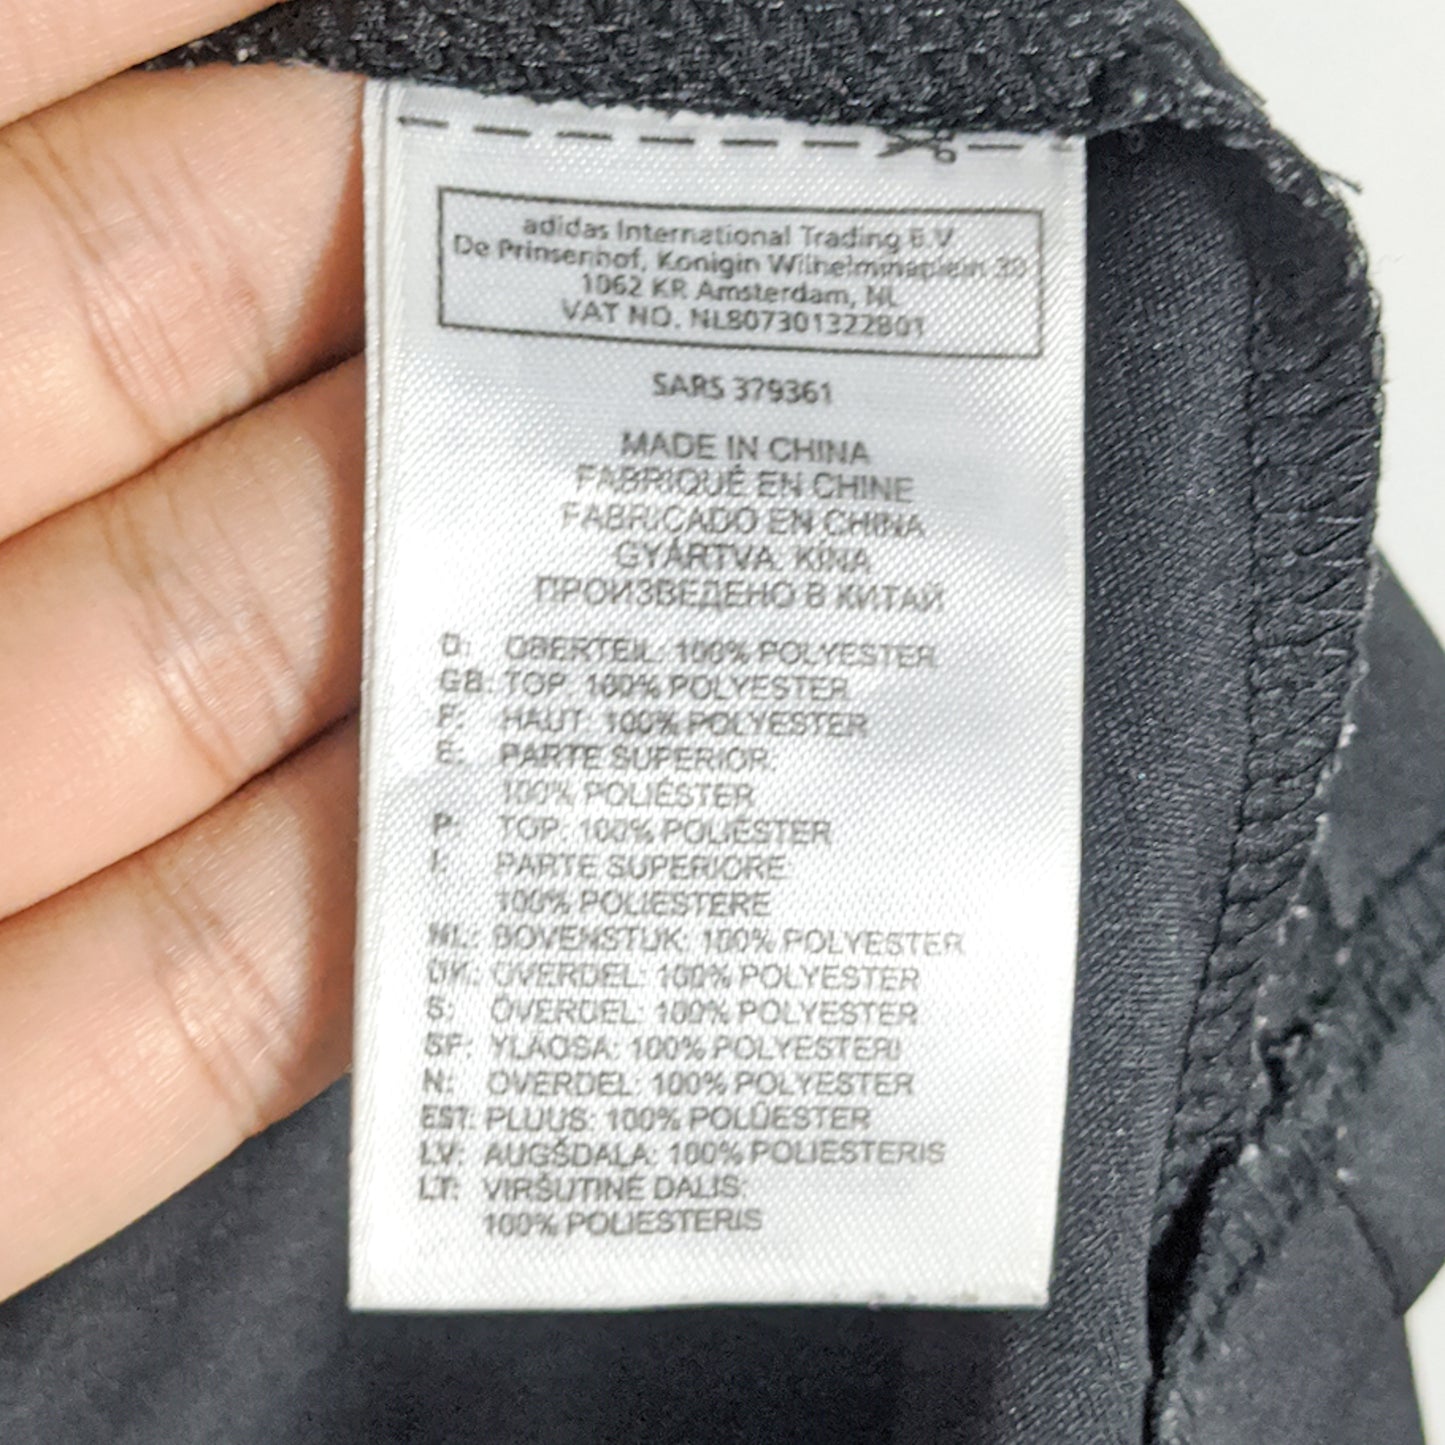 adidas International Trading B.V.
De Prinsenhof, Konigin Wilhelminaplein 30
1062 KR Amsterdam, NL
VAT NO. NL807301322B01
SARS 379361
MADE IN CHINA
FABRIQUÉ EN CHINE
FABRICADO EN CHINA
GYÁRTVA. KÍNA
ПРОИЗВЕДЕНО В КИТАЙ
D: OBERTEIL: 100% POLYESTER
GB: TOP: 100% POLYESTER
F: HAUT: 100% POLYESTER
E: PARTE SUPERIOR:
100% POLIÉSTER
P: TOP: 100% POLIÉSTER
I: PARTE SUPERIORE
100% POLIESTERE
NL: BOVENSTUK: 100% POLYESTER
DK: OVERDEL: 100% POLYESTER
S: ÖVERDEL: 100% POLYESTER
SF: YLÄOSA: 100% POLYESTERI
N: OVERDEL: 100% POLYESTER
EST: PLUUS: 100% POLÜESTER
LV: AUGŠDAĻA: 100% POLIESTERIS
LT: VIRŠUTINĖ DALIS:
100% POLIESTERIS